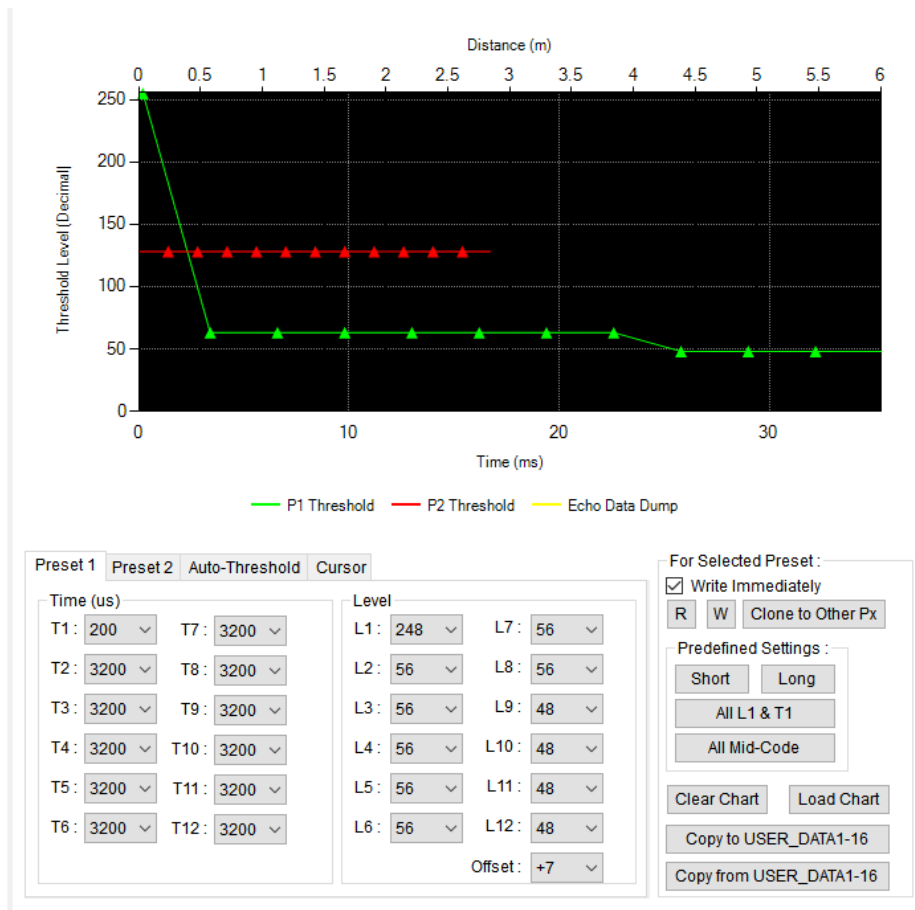 Distance (m)
0 0.5 1 1.5 2 2.5 3 3.5 4 4.5 5 5.5 6
250
200
150
100
50
0
Threshold Level [Decimal]
0 10 20 30
Time (ms)
P1 Threshold P2 Threshold Echo Data Dump
Preset 1 Preset 2 Auto-Threshold Cursor
Time (us)
T1 : 200 T7 : 3200
T2 : 3200 T8 : 3200
T3 : 3200 T9 : 3200
T4 : 3200 T10 : 3200
T5 : 3200 T11 : 3200
T6 : 3200 T12 : 3200
Level
L1 : 248 L7 : 56
L2 : 56 L8 : 56
L3 : 56 L9 : 48
L4 : 56 L10 : 48
L5 : 56 L11 : 48
L6 : 56 L12 : 48
Offset : +7
For Selected Preset :
Write Immediately
R W Clone to Other Px
Predefined Settings :
Short Long
All L1 & T1
All Mid-Code
Clear Chart Load Chart
Copy to USER_DATA1-16
Copy from USER_DATA1-16